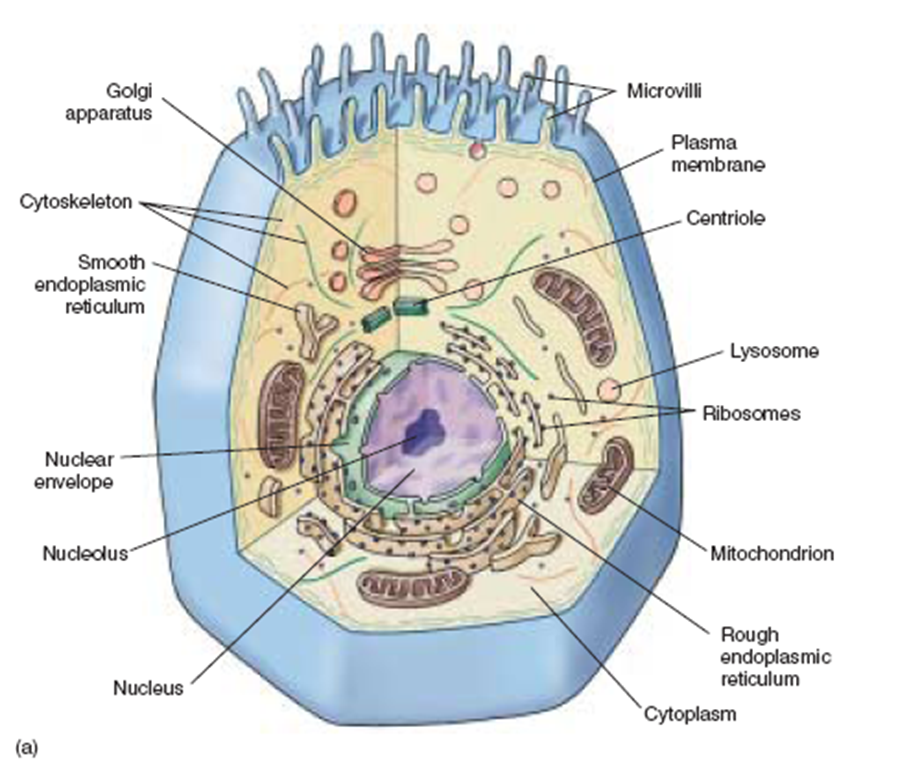 Golgi
apparatus
Cytoskeleton
Smooth
endoplasmic
reticulum
Nuclear
envelope
Nucleolus
Nucleus
(a)
Microvilli
Plasma
membrane
Centriole
Lysosome
Ribosomes
Mitochondrion
Rough
endoplasmic
reticulum
Cytoplasm